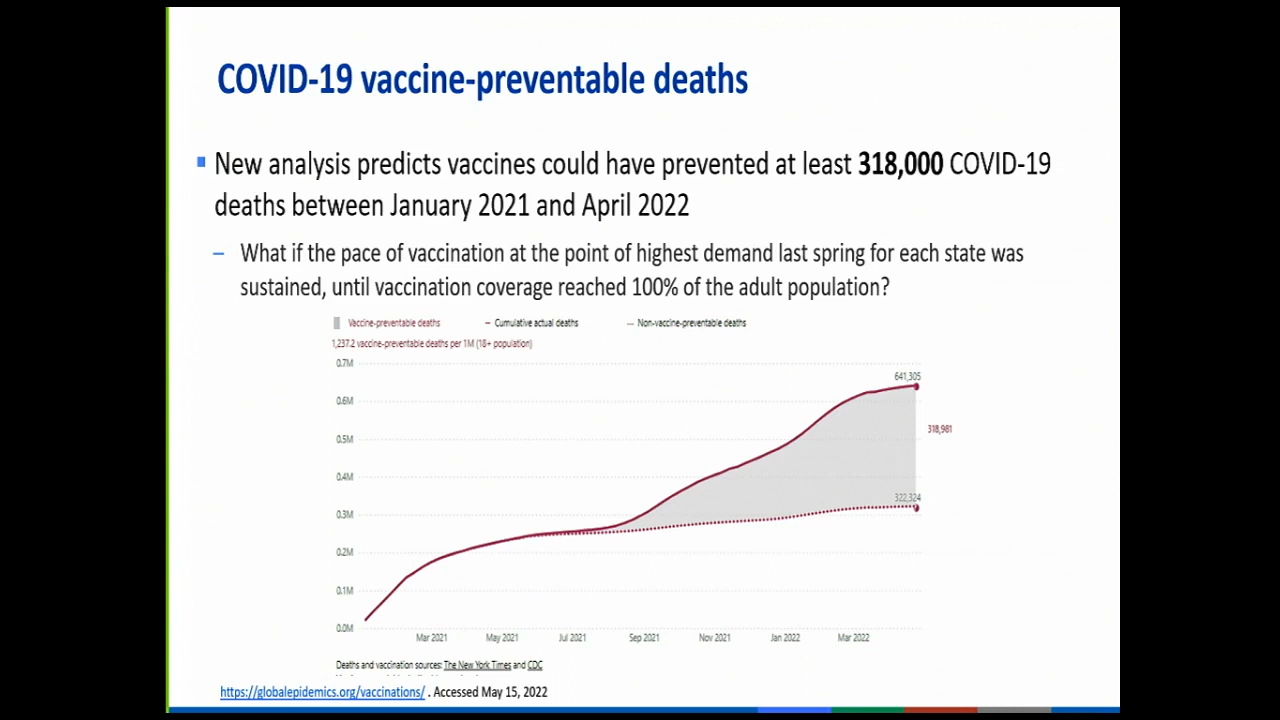 COVID-19 vaccine-preventable deaths
New analysis predicts vaccines could have prevented at least 318,000 COVID-19
deaths between January 2021 and April 2022
– What if the pace of vaccination at the point of highest demand last spring for each state was
sustained, until vaccination coverage reached 100% of the adult population?
Vaccine-preventable deaths Cumulative actual deaths Non-vaccine-preventable deaths
1,237.2 vaccine-preventable deaths per 1M (18+ population)
0.7M
641,305
0.6M
318,981
0.5M
0.4M
322,324
0.3M
0.2M
0.1M
0.0M
Mar 2021 May 2021 Jul 2021 Sep 2021 Nov 2021 Jan 2022 Mar 2022
Deaths and vaccination sources: The New York Times and CDC
https://globalepidemics.org/vaccinations/ . Accessed May 15, 2022